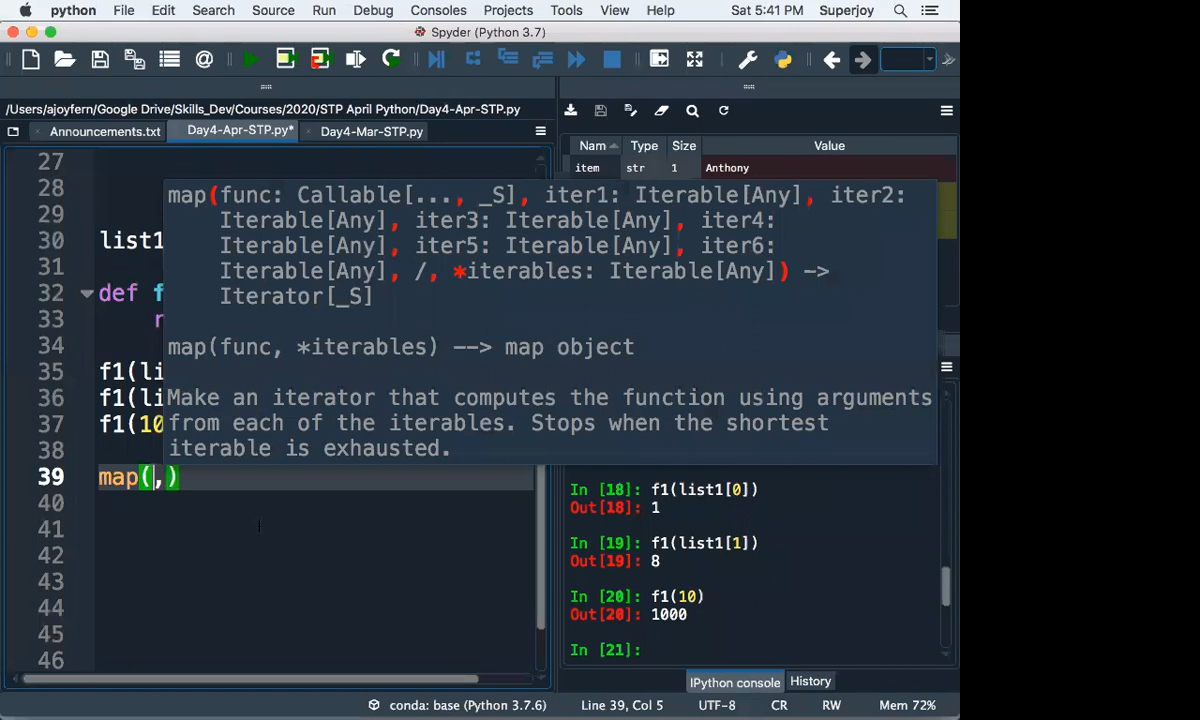 python File Edit Search Source Run Debug Consoles Projects Tools View Help Sat 5:41 PM Superjoy
Spyder (Python 3.7)
/Users/ajoyfern/Google Drive/Skills_Dev/Courses/2020/STP April Python/Day4-Apr-STP.py
Announcements.txt Day4-Apr-STP.py* Day4-Mar-STP.py
Nam Type Size Value
item str 1 Anthony
27
28
29
30 list1
31
32 def f
33 r
34
35 f1(li
36 f1(li
37 f1(10
38
39 map(,)
40
41
42
43
44
45
46
map(func: Callable[..., _S], iter1: Iterable[Any], iter2:
Iterable[Any], iter3: Iterable[Any], iter4:
Iterable[Any], iter5: Iterable[Any], iter6:
Iterable[Any], /, *iterables: Iterable[Any]) ->
Iterator[_S]
map(func, *iterables) --> map object
Make an iterator that computes the function using arguments
from each of the iterables. Stops when the shortest
iterable is exhausted.
In [18]: f1(list1[0])
Out[18]: 1
In [19]: f1(list1[1])
Out[19]: 8
In [20]: f1(10)
Out[20]: 1000
In [21]:
IPython console History
conda: base (Python 3.7.6) Line 39, Col 5 UTF-8 CR RW Mem 72%